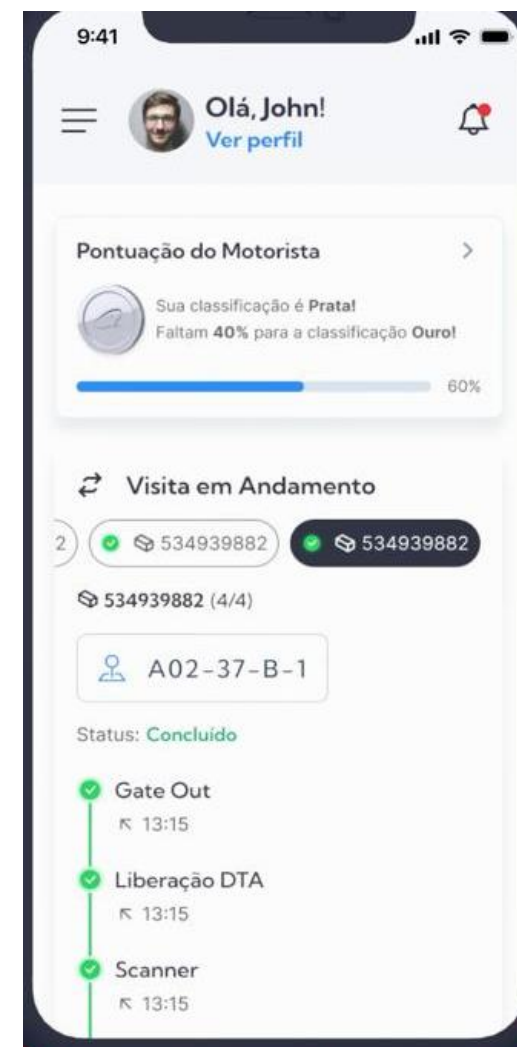 9:41
Olá, John!
Ver perfil
Pontuação do Motorista
Sua classificação é Prata!
Faltam 40% para a classificação Ouro!
60%
Visita em Andamento
2 534939882 534939882
534939882 (4/4)
A02-37-B-1
Status: Concluído
Gate Out
13:15
Liberação DTA
13:15
Scanner
13:15